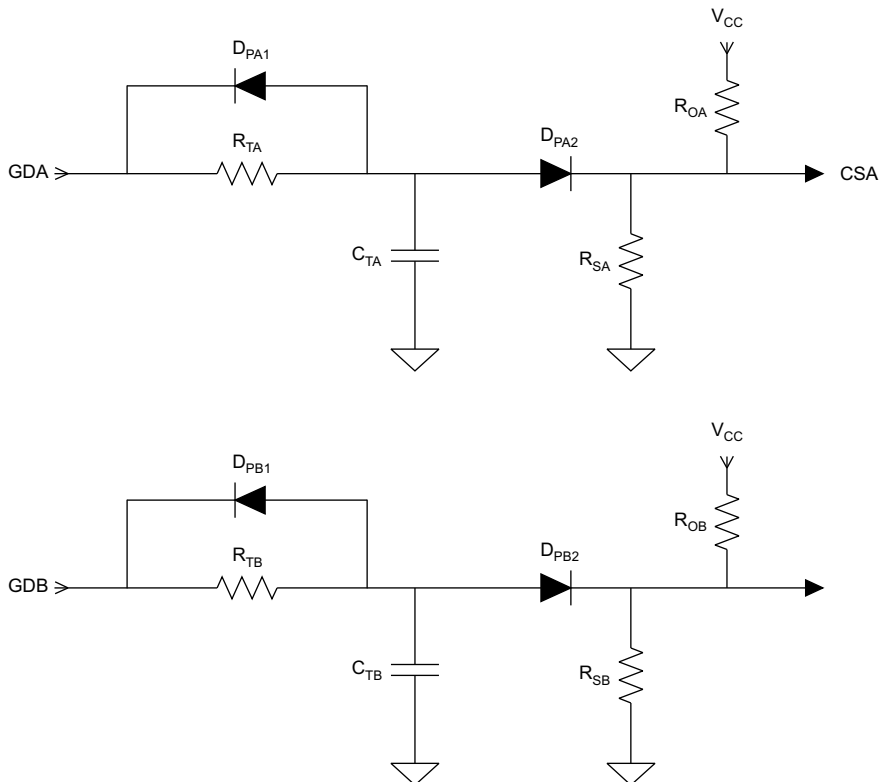 V_CC
D_PA1
R_OA
R_TA
D_PA2
GDA
CSA
C_TA
R_SA
V_CC
D_PB1
R_OB
R_TB
D_PB2
GDB
C_TB
R_SB